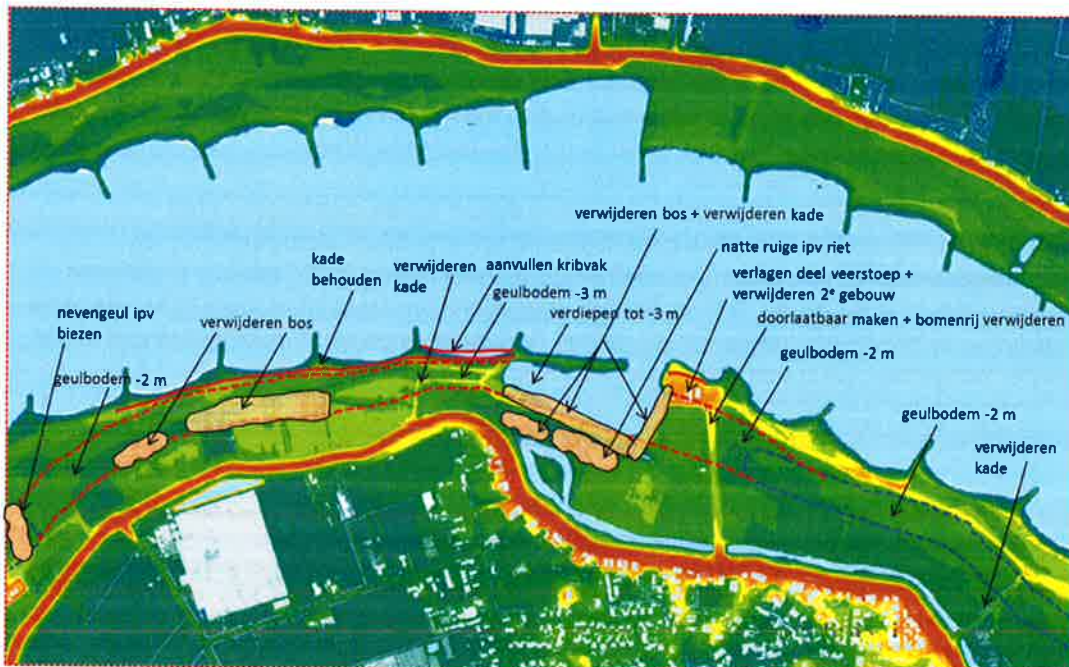 verwijderen bos + verwijderen kade
natte ruige ipv riet
kade
behouden
verwijderen
kade
aanvullen kribvak
geulbodem -3 m
verdiepen tot -3 m
verlagen deel veerstoep +
verwijderen 2e gebouw
doorlaatbaar maken + bomenrij verwijderen
nevengeul ipv
biezen
verwijderen bos
geulbodem -2 m
geulbodem -2 m
geulbodem -2 m
verwijderen
kade